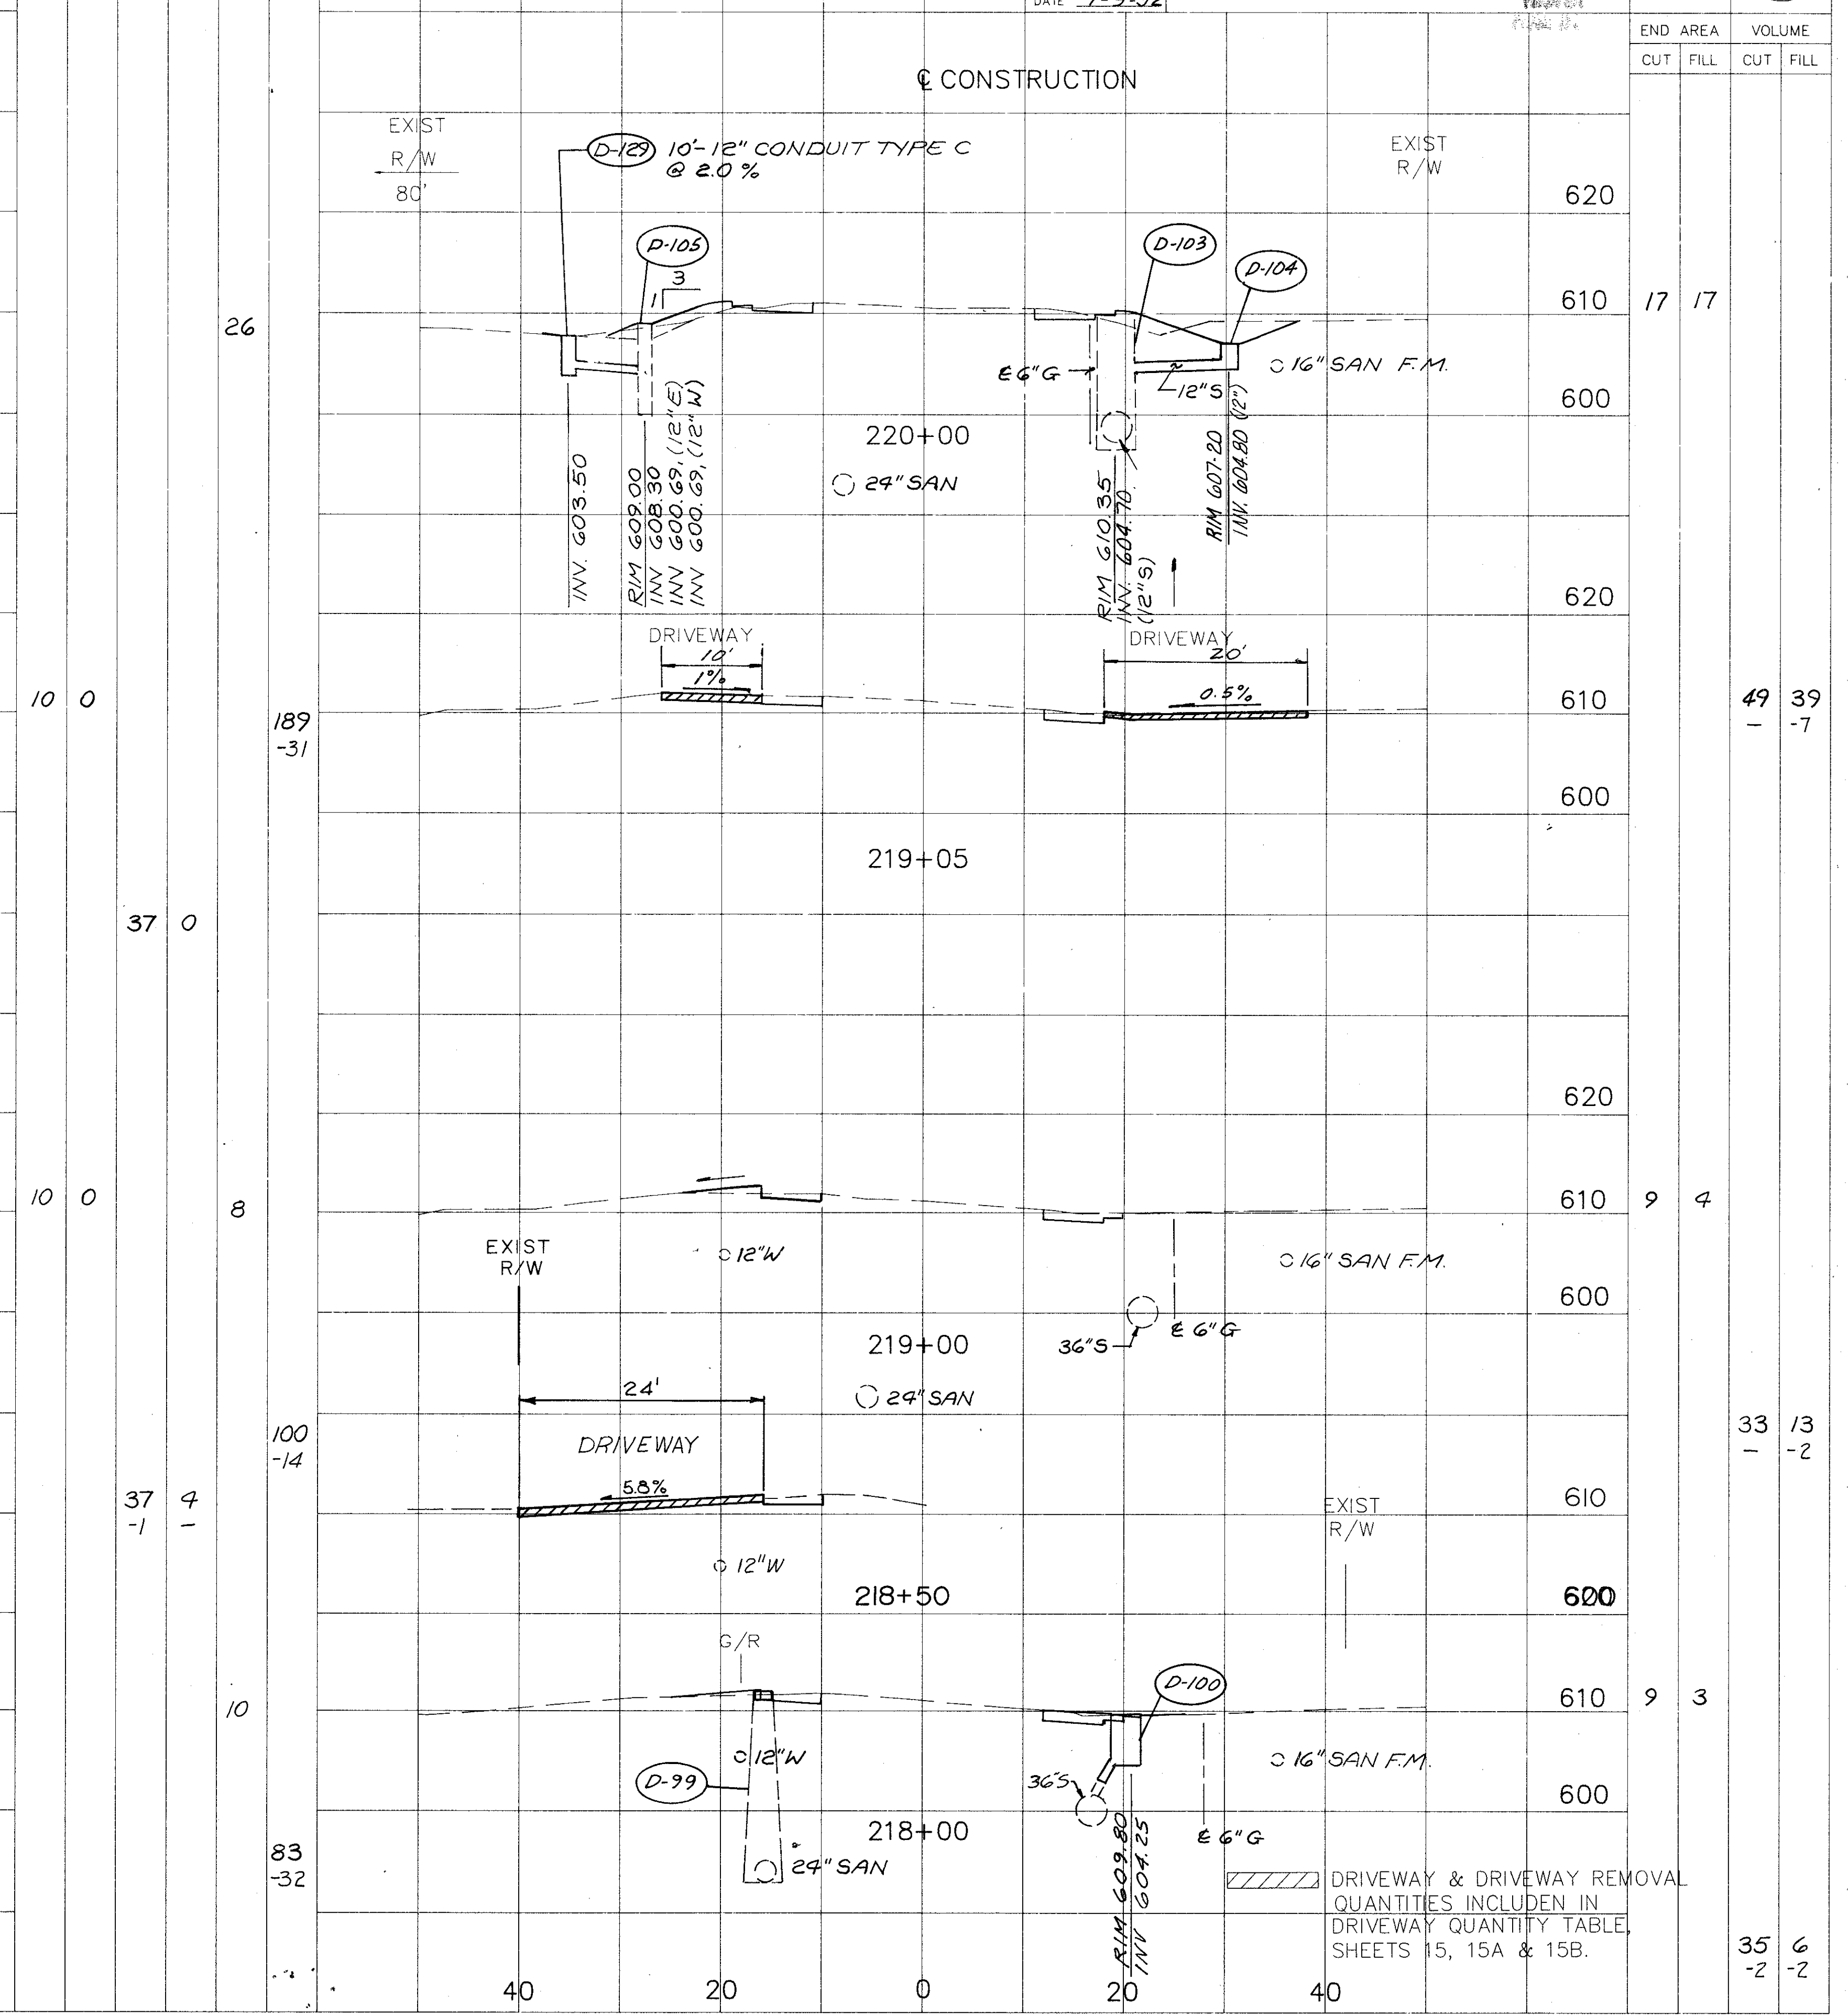 DATE 7-9-92
END AREA VOLUME
CUT FILL CUT FILL
℄ CONSTRUCTION
EXIST
R/W
80'
D-129 10'-12" CONDUIT TYPE C
@ 2.0 %
EXIST
R/W
620
D-105
D-103
D-104
3
1
610 17 17
26
℄ 6"G
12"S
16" SAN F.M.
600
220+00
24" SAN
INV. 603.50
RIM 609.00
INV 608.30
INV 600.69, (12"E)
INV 600.69, (12"W)
RIM 610.35
INV. 604.70
(12"S)
RIM 607.20
INV. 604.80 (12")
620
DRIVEWAY
10'
1%
DRIVEWAY
20'
0.5%
10 0
610
49 39
— -7
189
-31
600
219+05
37 0
620
10 0
8
610 9 4
EXIST
R/W
12"W
16" SAN F.M.
600
36"S
℄ 6"G
219+00
24'
24" SAN
100
-14
DRIVEWAY
33 13
— -2
5.8%
37 4
-1 —
610
EXIST
R/W
12"W
218+50
G/R
D-100
10
610 9 3
12"W
16" SAN F.M.
D-99
36"S
600
218+00
℄ 6"G
RIM 609.80
INV 604.25
83
-32
24" SAN
DRIVEWAY & DRIVEWAY REMOVAL
QUANTITIES INCLUDEN IN
DRIVEWAY QUANTITY TABLE,
SHEETS 15, 15A & 15B.
35 6
-2 -2
40 20 0 20 40